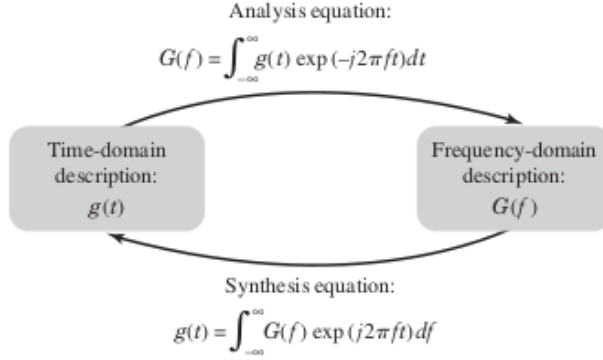 Analysis equation:
G(f) = ∫_{-∞}^{∞} g(t) exp (-j2πft)dt
Time-domain
description:
g(t)
Frequency-domain
description:
G(f)
Synthesis equation:
g(t) = ∫_{-∞}^{∞} G(f) exp (j2πft) df